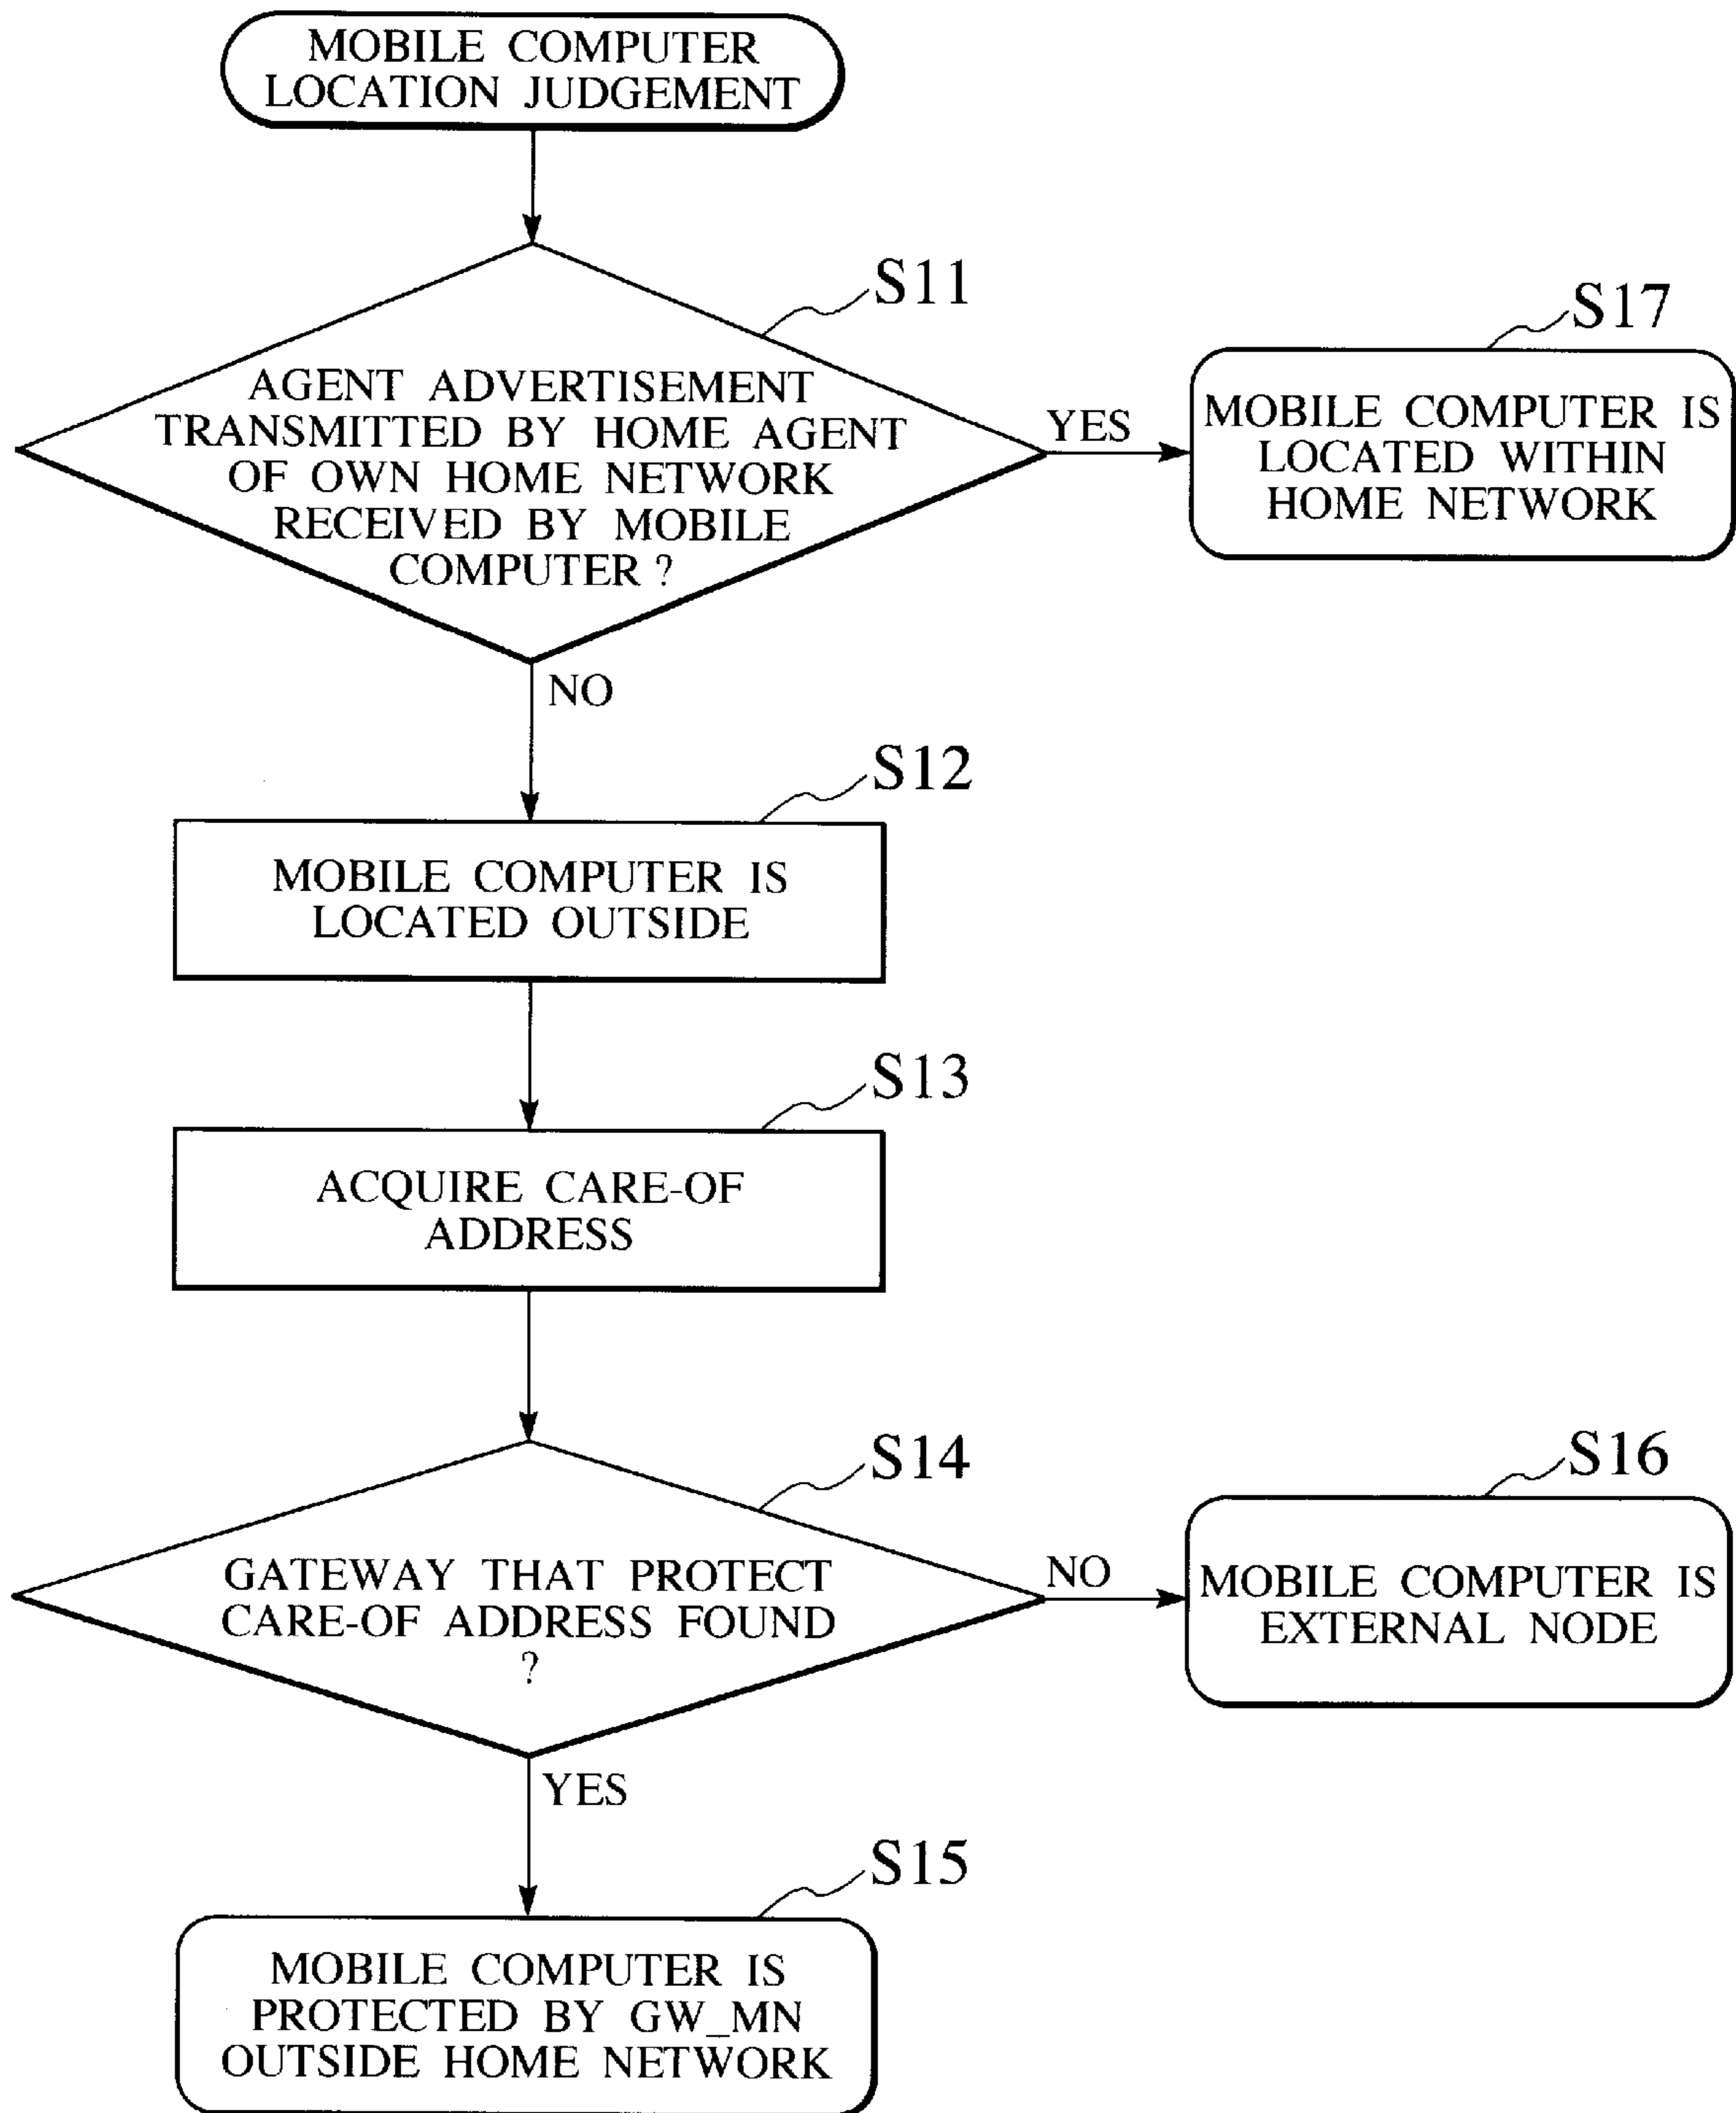 MOBILE COMPUTER
LOCATION JUDGEMENT
S11
AGENT ADVERTISEMENT
TRANSMITTED BY HOME AGENT
OF OWN HOME NETWORK
RECEIVED BY MOBILE
COMPUTER ?
YES
S17
MOBILE COMPUTER IS
LOCATED WITHIN
HOME NETWORK
NO
S12
MOBILE COMPUTER IS
LOCATED OUTSIDE
S13
ACQUIRE CARE-OF
ADDRESS
S14
GATEWAY THAT PROTECT
CARE-OF ADDRESS FOUND
?
NO
S16
MOBILE COMPUTER IS
EXTERNAL NODE
YES
S15
MOBILE COMPUTER IS
PROTECTED BY GW_MN
OUTSIDE HOME NETWORK